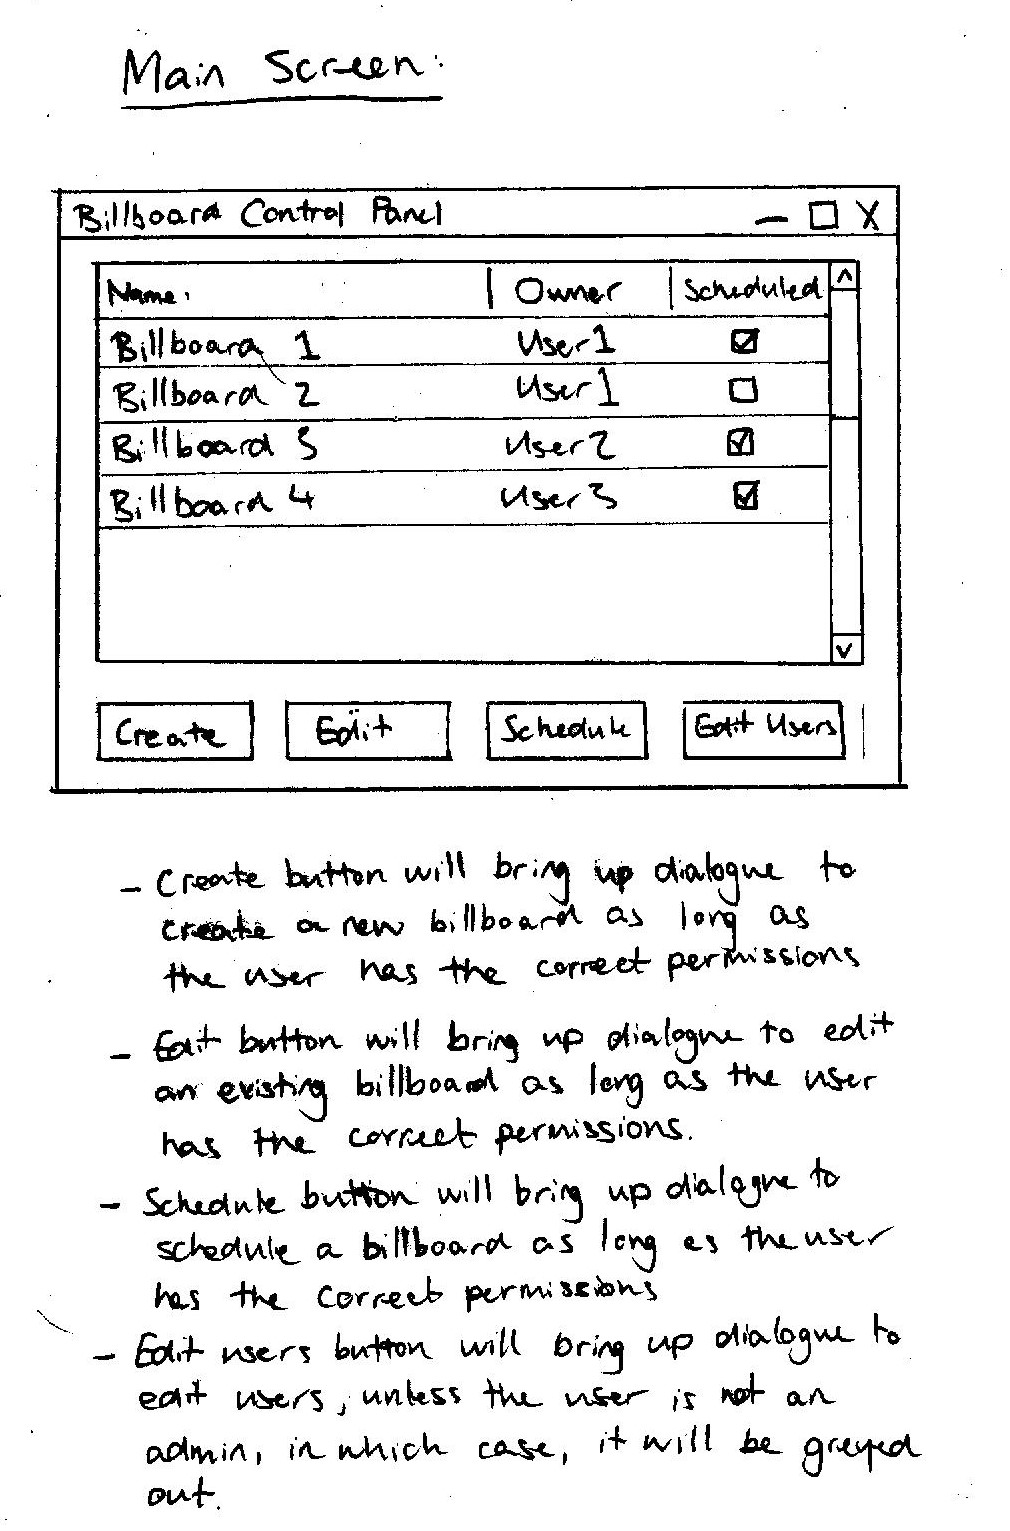 Main Screen:
Billboard Control Panel — □ X
Name: | Owner | Scheduled ^
Billboard 1 User1 ☑
Billboard 2 User1 ☐
Billboard 3 User2 ☑
Billboard 4 User3 ☑
v
Create Edit Schedule Edit Users
- Create button will bring up dialogue to
create a new billboard as long as
the user has the correct permissions
- Edit button will bring up dialogue to edit
an existing billboard as long as the user
has the correct permissions.
- Schedule button will bring up dialogue to
schedule a billboard as long as the user
has the correct permissions
- Edit users button will bring up dialogue to
edit users, unless the user is not an
admin, in which case, it will be greyed
out.